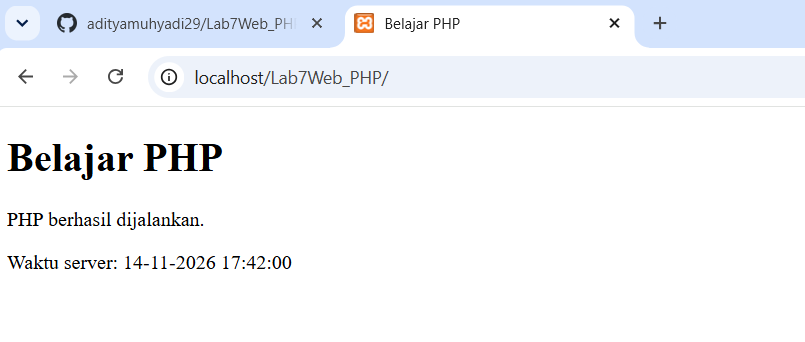 adityamuhyadi29/Lab7Web_PH
Belajar PHP
localhost/Lab7Web_PHP/
Belajar PHP
PHP berhasil dijalankan.
Waktu server: 14-11-2026 17:42:00